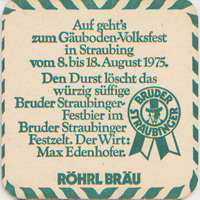 Auf geht's
zum Gäuboden-Volksfest
in Straubing
vom 8. bis 18. August 1975.
Den Durst löscht das
würzig süffige
Bruder Straubinger-
Festbier im
Bruder Straubinger
Festzelt. Der Wirt:
Max Edenhofer.
BRUDER
STRAUBINGER
RÖHRL BRÄU